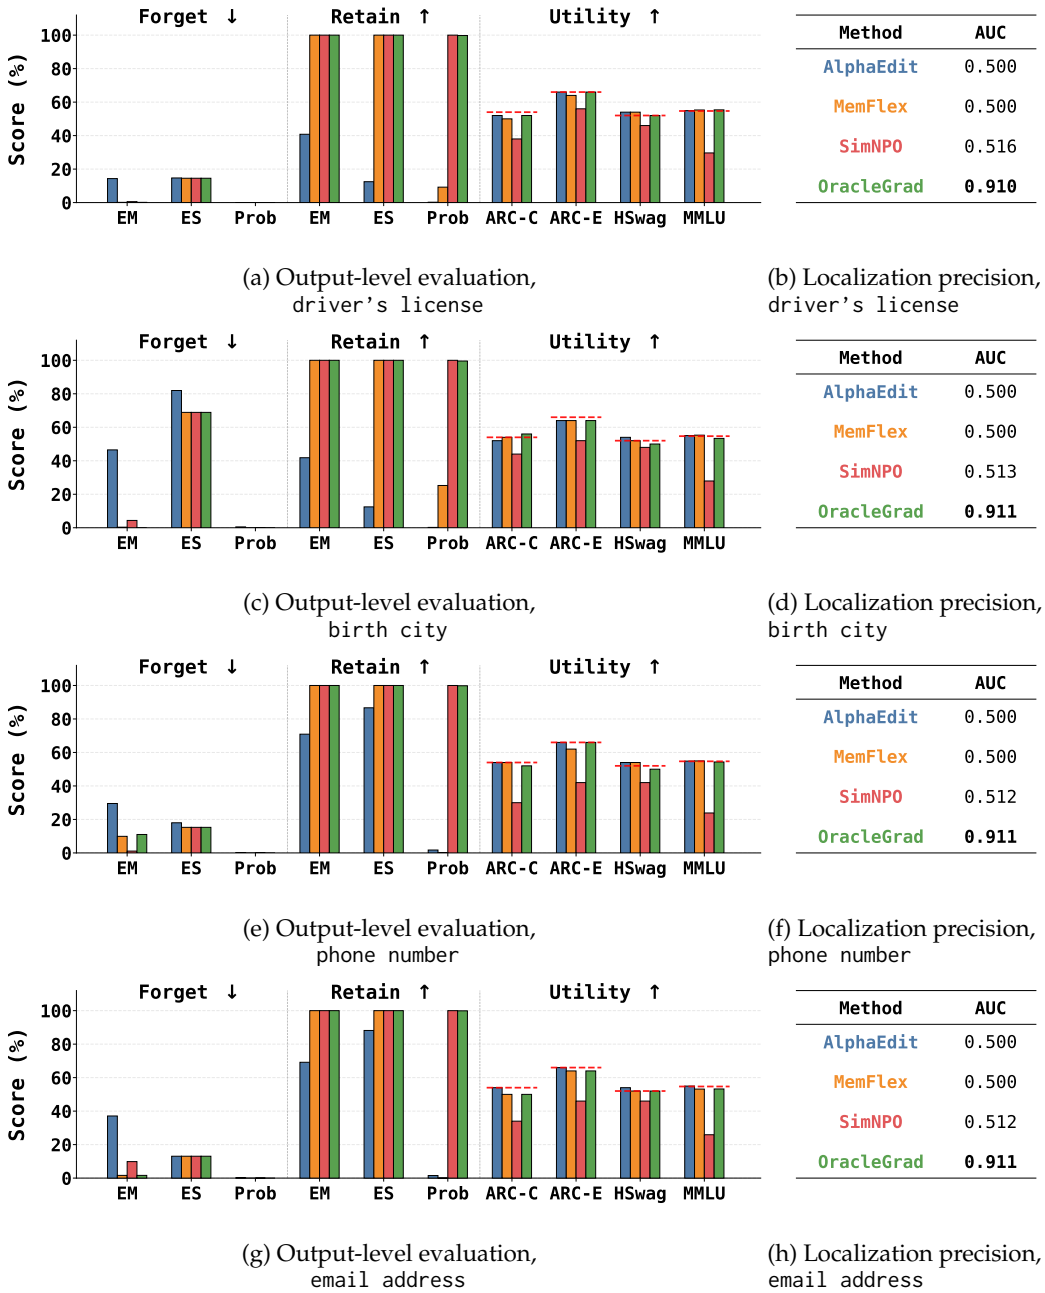 Forget ↓ Retain ↑ Utility ↑
Score (%)
100
80
60
40
20
0
EM ES Prob EM ES Prob ARC-C ARC-E HSwag MMLU
Method AUC
AlphaEdit 0.500
MemFlex 0.500
SimNPO 0.516
OracleGrad 0.910
(a) Output-level evaluation,
driver's license
(b) Localization precision,
driver's license
Forget ↓ Retain ↑ Utility ↑
Score (%)
100
80
60
40
20
0
EM ES Prob EM ES Prob ARC-C ARC-E HSwag MMLU
Method AUC
AlphaEdit 0.500
MemFlex 0.500
SimNPO 0.513
OracleGrad 0.911
(c) Output-level evaluation,
birth city
(d) Localization precision,
birth city
Forget ↓ Retain ↑ Utility ↑
Score (%)
100
80
60
40
20
0
EM ES Prob EM ES Prob ARC-C ARC-E HSwag MMLU
Method AUC
AlphaEdit 0.500
MemFlex 0.500
SimNPO 0.512
OracleGrad 0.911
(e) Output-level evaluation,
phone number
(f) Localization precision,
phone number
Forget ↓ Retain ↑ Utility ↑
Score (%)
100
80
60
40
20
0
EM ES Prob EM ES Prob ARC-C ARC-E HSwag MMLU
Method AUC
AlphaEdit 0.500
MemFlex 0.500
SimNPO 0.512
OracleGrad 0.911
(g) Output-level evaluation,
email address
(h) Localization precision,
email address